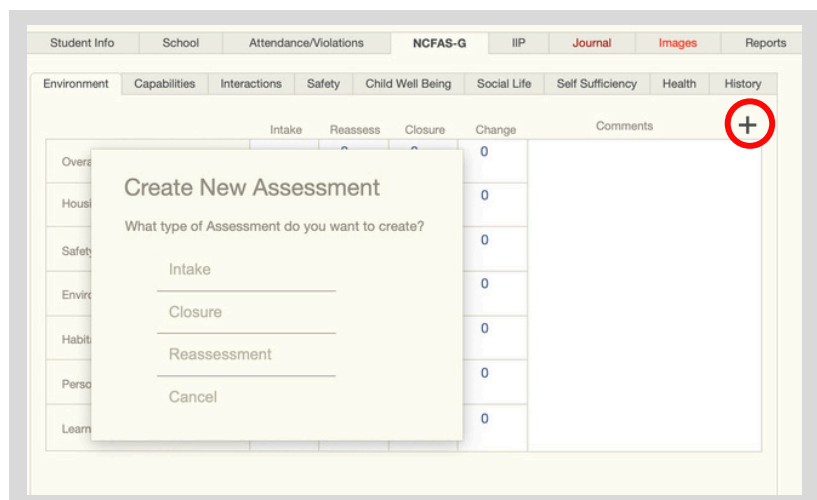 Student Info School Attendance/Violations NCFAS-G IIP Journal Images Reports
Environment Capabilities Interactions Safety Child Well Being Social Life Self Sufficiency Health History
Intake Reassess Closure Change Comments +
0
Create New Assessment
What type of Assessment do you want to create?
Intake
Closure
Reassessment
Cancel
0
0
0
0
0
0